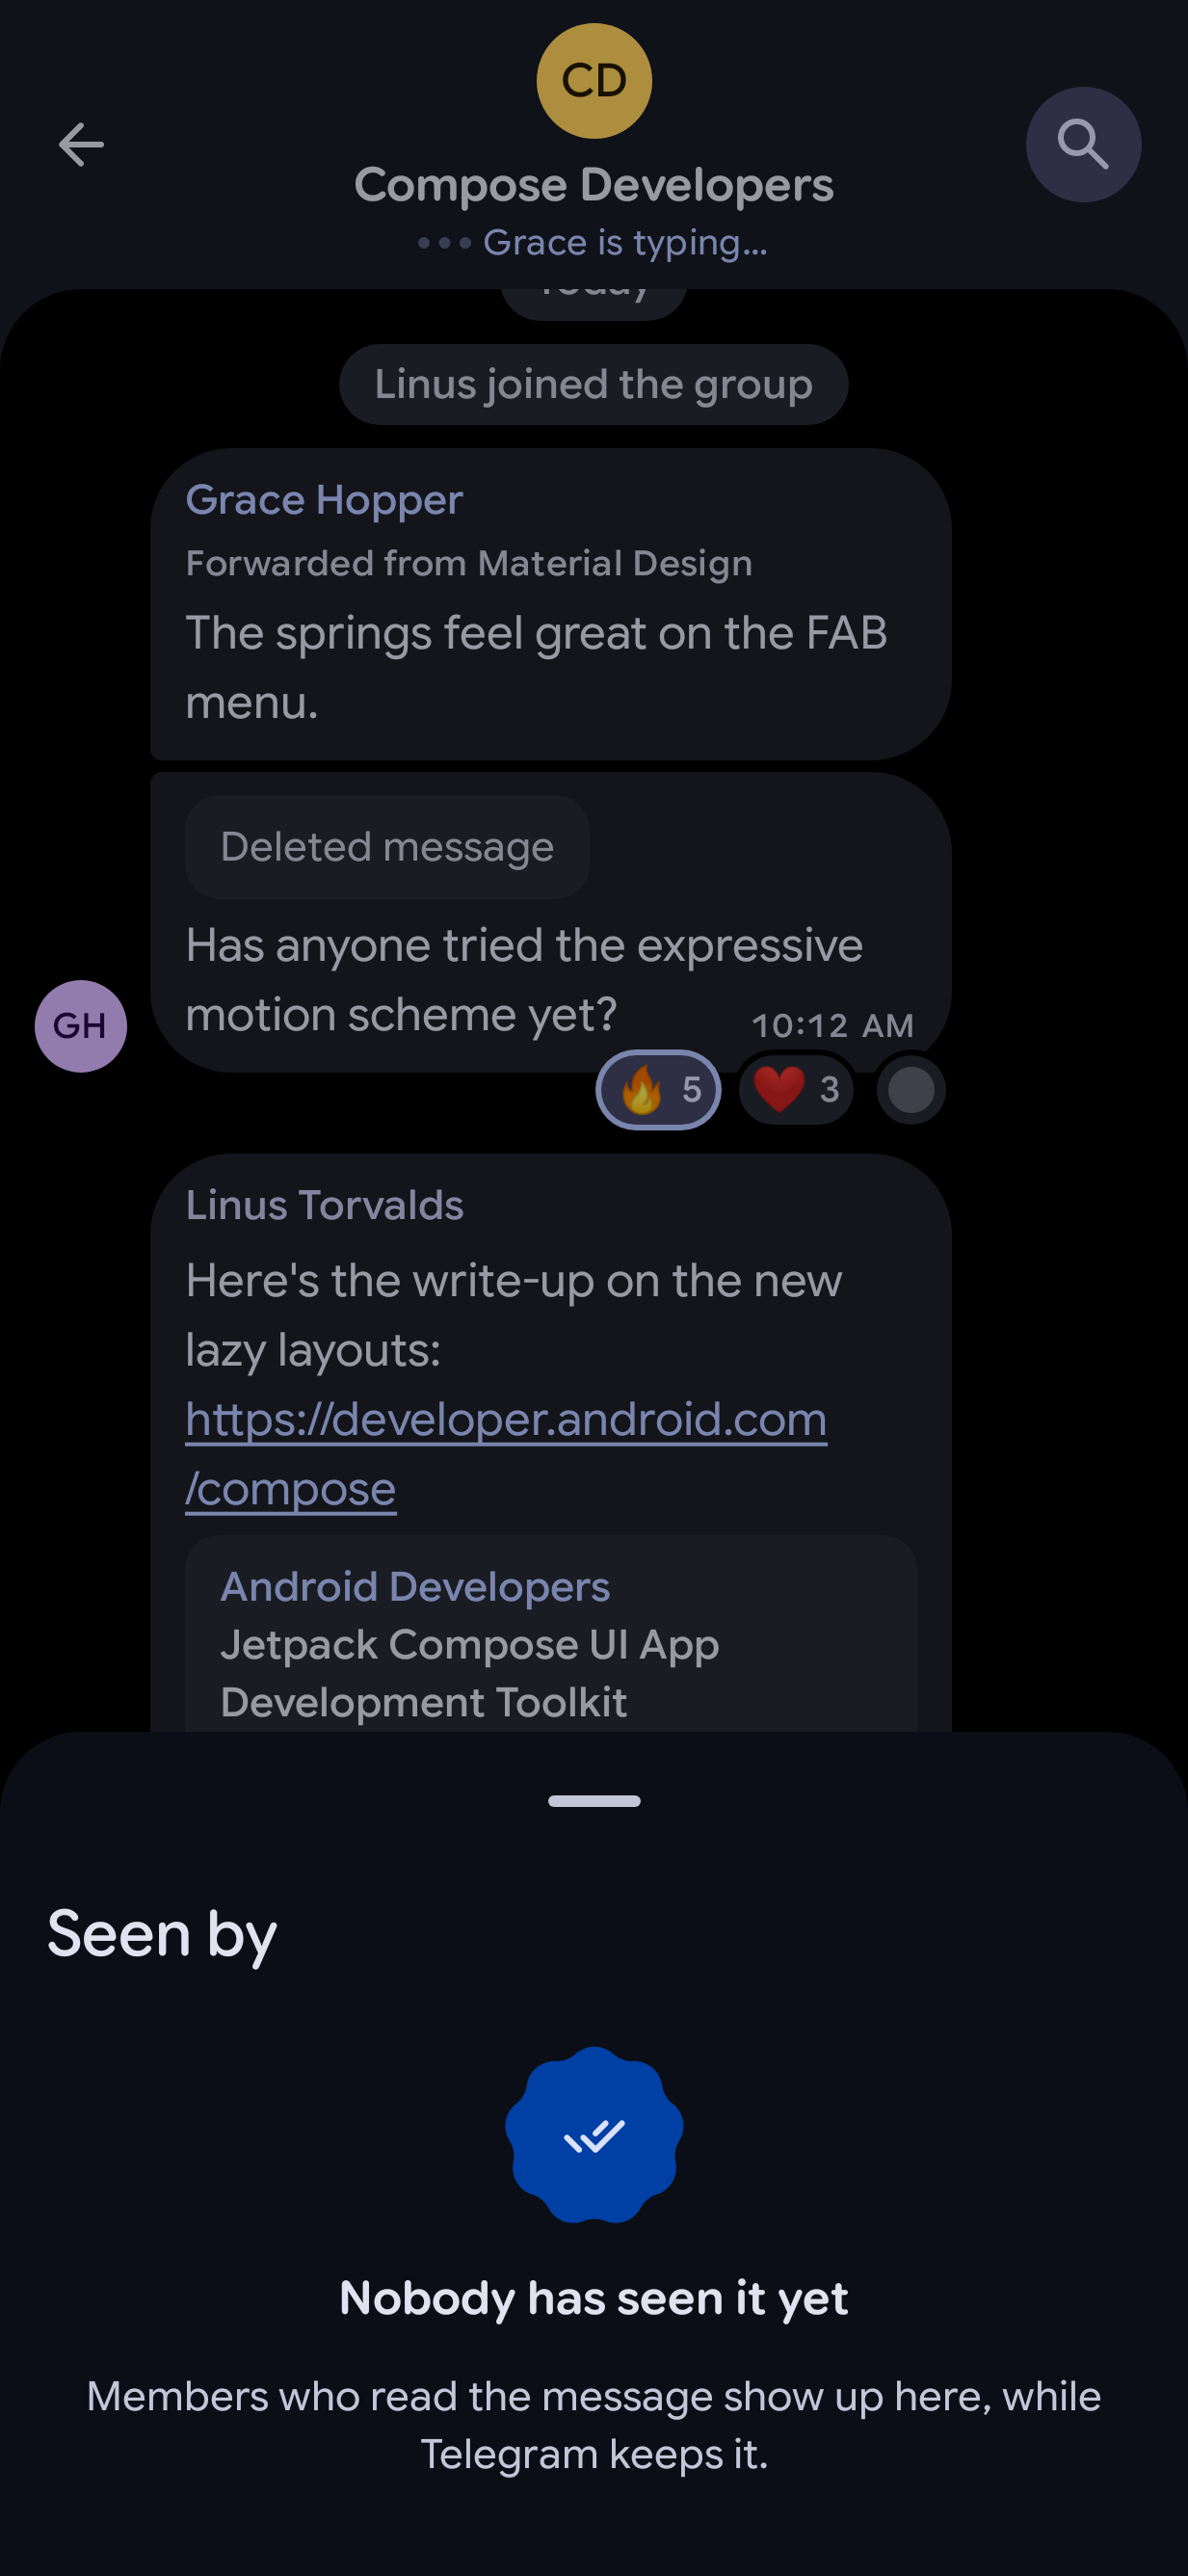 CD
Compose Developers
Grace is typing...
Today
Linus joined the group
Grace Hopper
Forwarded from Material Design
The springs feel great on the FAB
menu.
Deleted message
Has anyone tried the expressive
motion scheme yet?
10:12 AM
GH
🔥 5
❤️ 3
Linus Torvalds
Here's the write-up on the new
lazy layouts:
https://developer.android.com
/compose
Android Developers
Jetpack Compose UI App
Development Toolkit
Seen by
Nobody has seen it yet
Members who read the message show up here, while
Telegram keeps it.